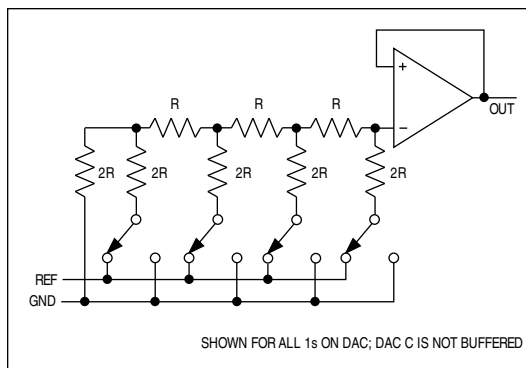 +
R R R
OUT
−
2R 2R 2R 2R 2R
REF
GND
SHOWN FOR ALL 1s ON DAC; DAC C IS NOT BUFFERED